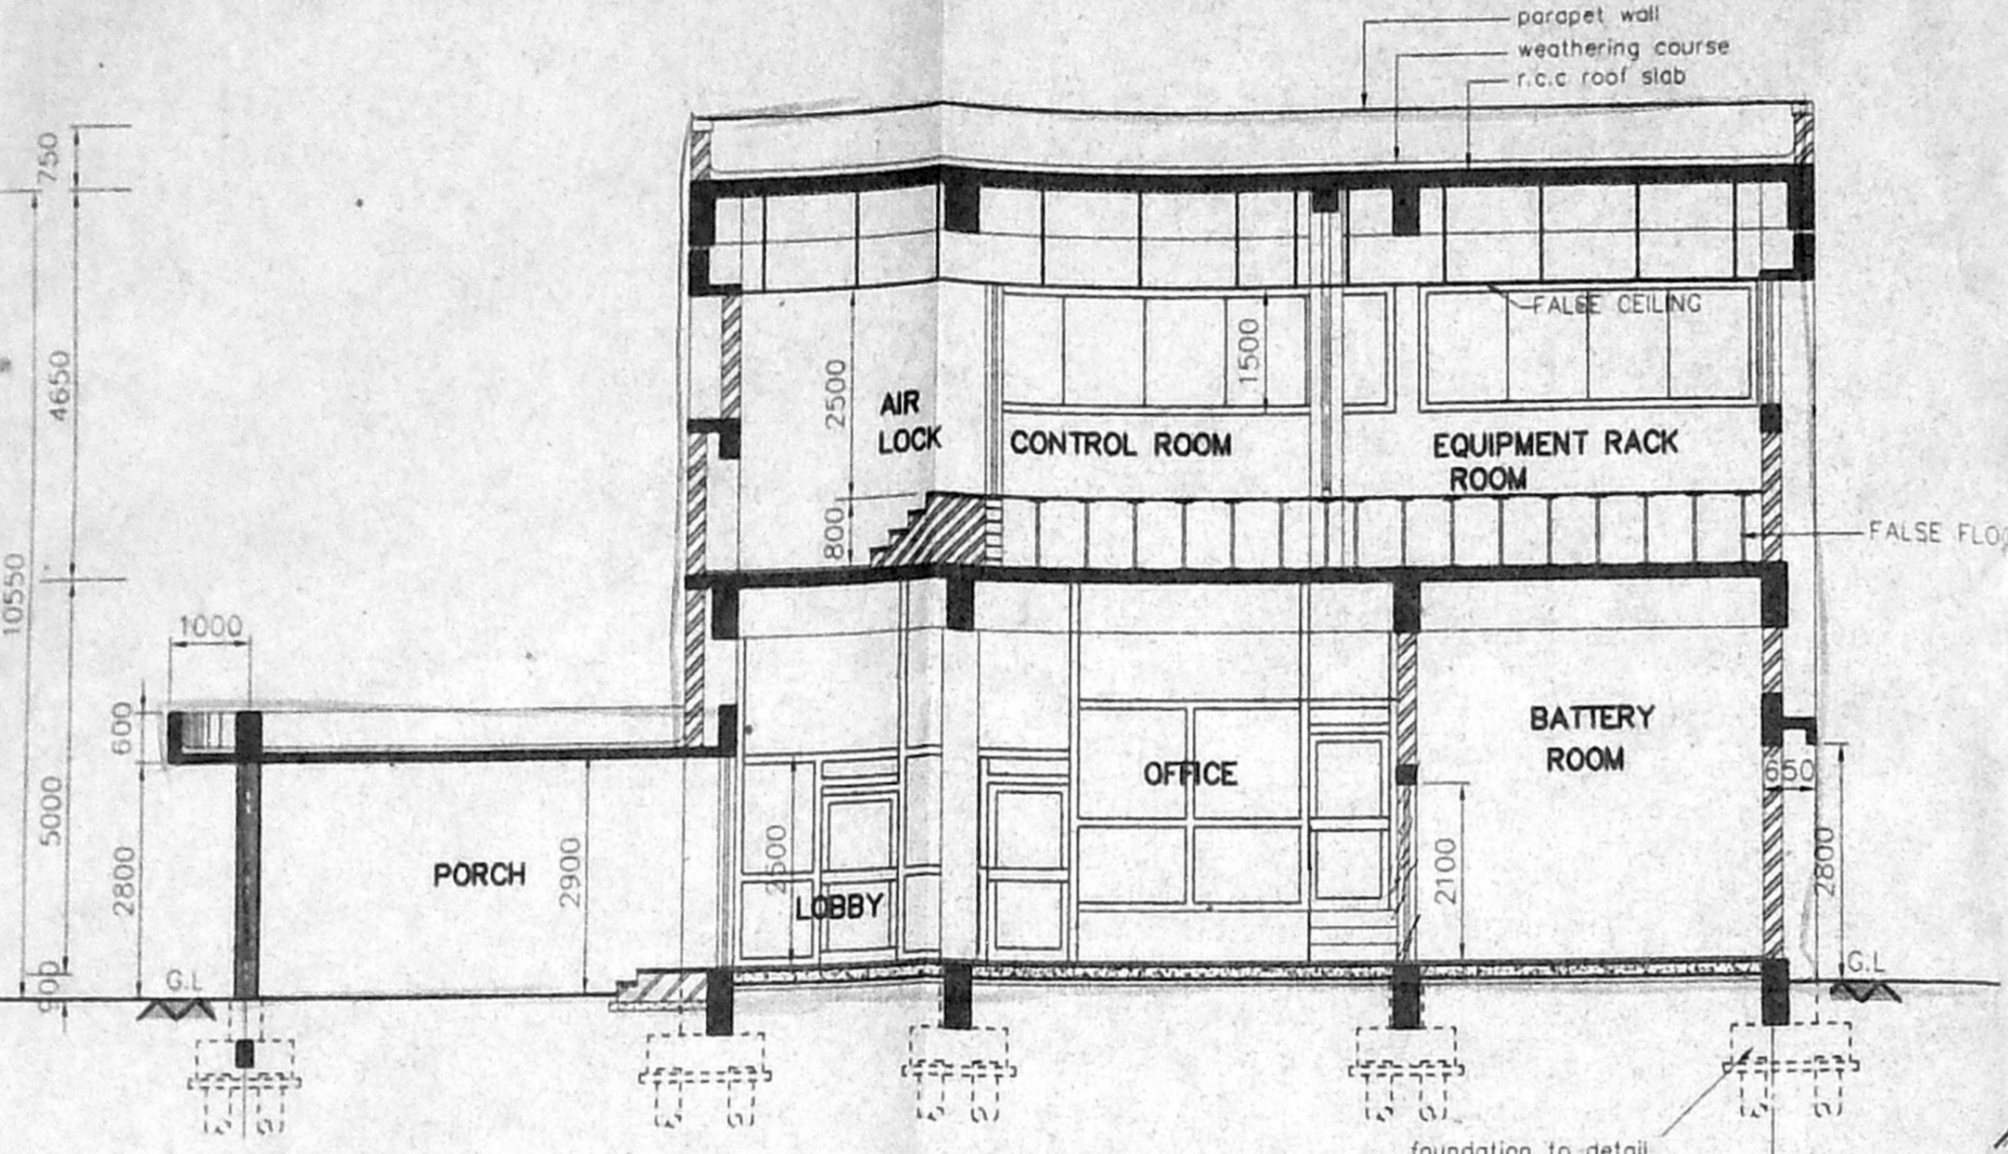 parapet wall
weathering course
r.c.c roof slab
750
4650
10550
5000
900
FALSE CEILING
1500
2500
AIR
LOCK
CONTROL ROOM
EQUIPMENT RACK
ROOM
800
FALSE FLO
1000
600
2800
PORCH
2900
LOBBY
OFFICE
BATTERY
ROOM
650
2100
2800
G.L
G.L
foundation to detail